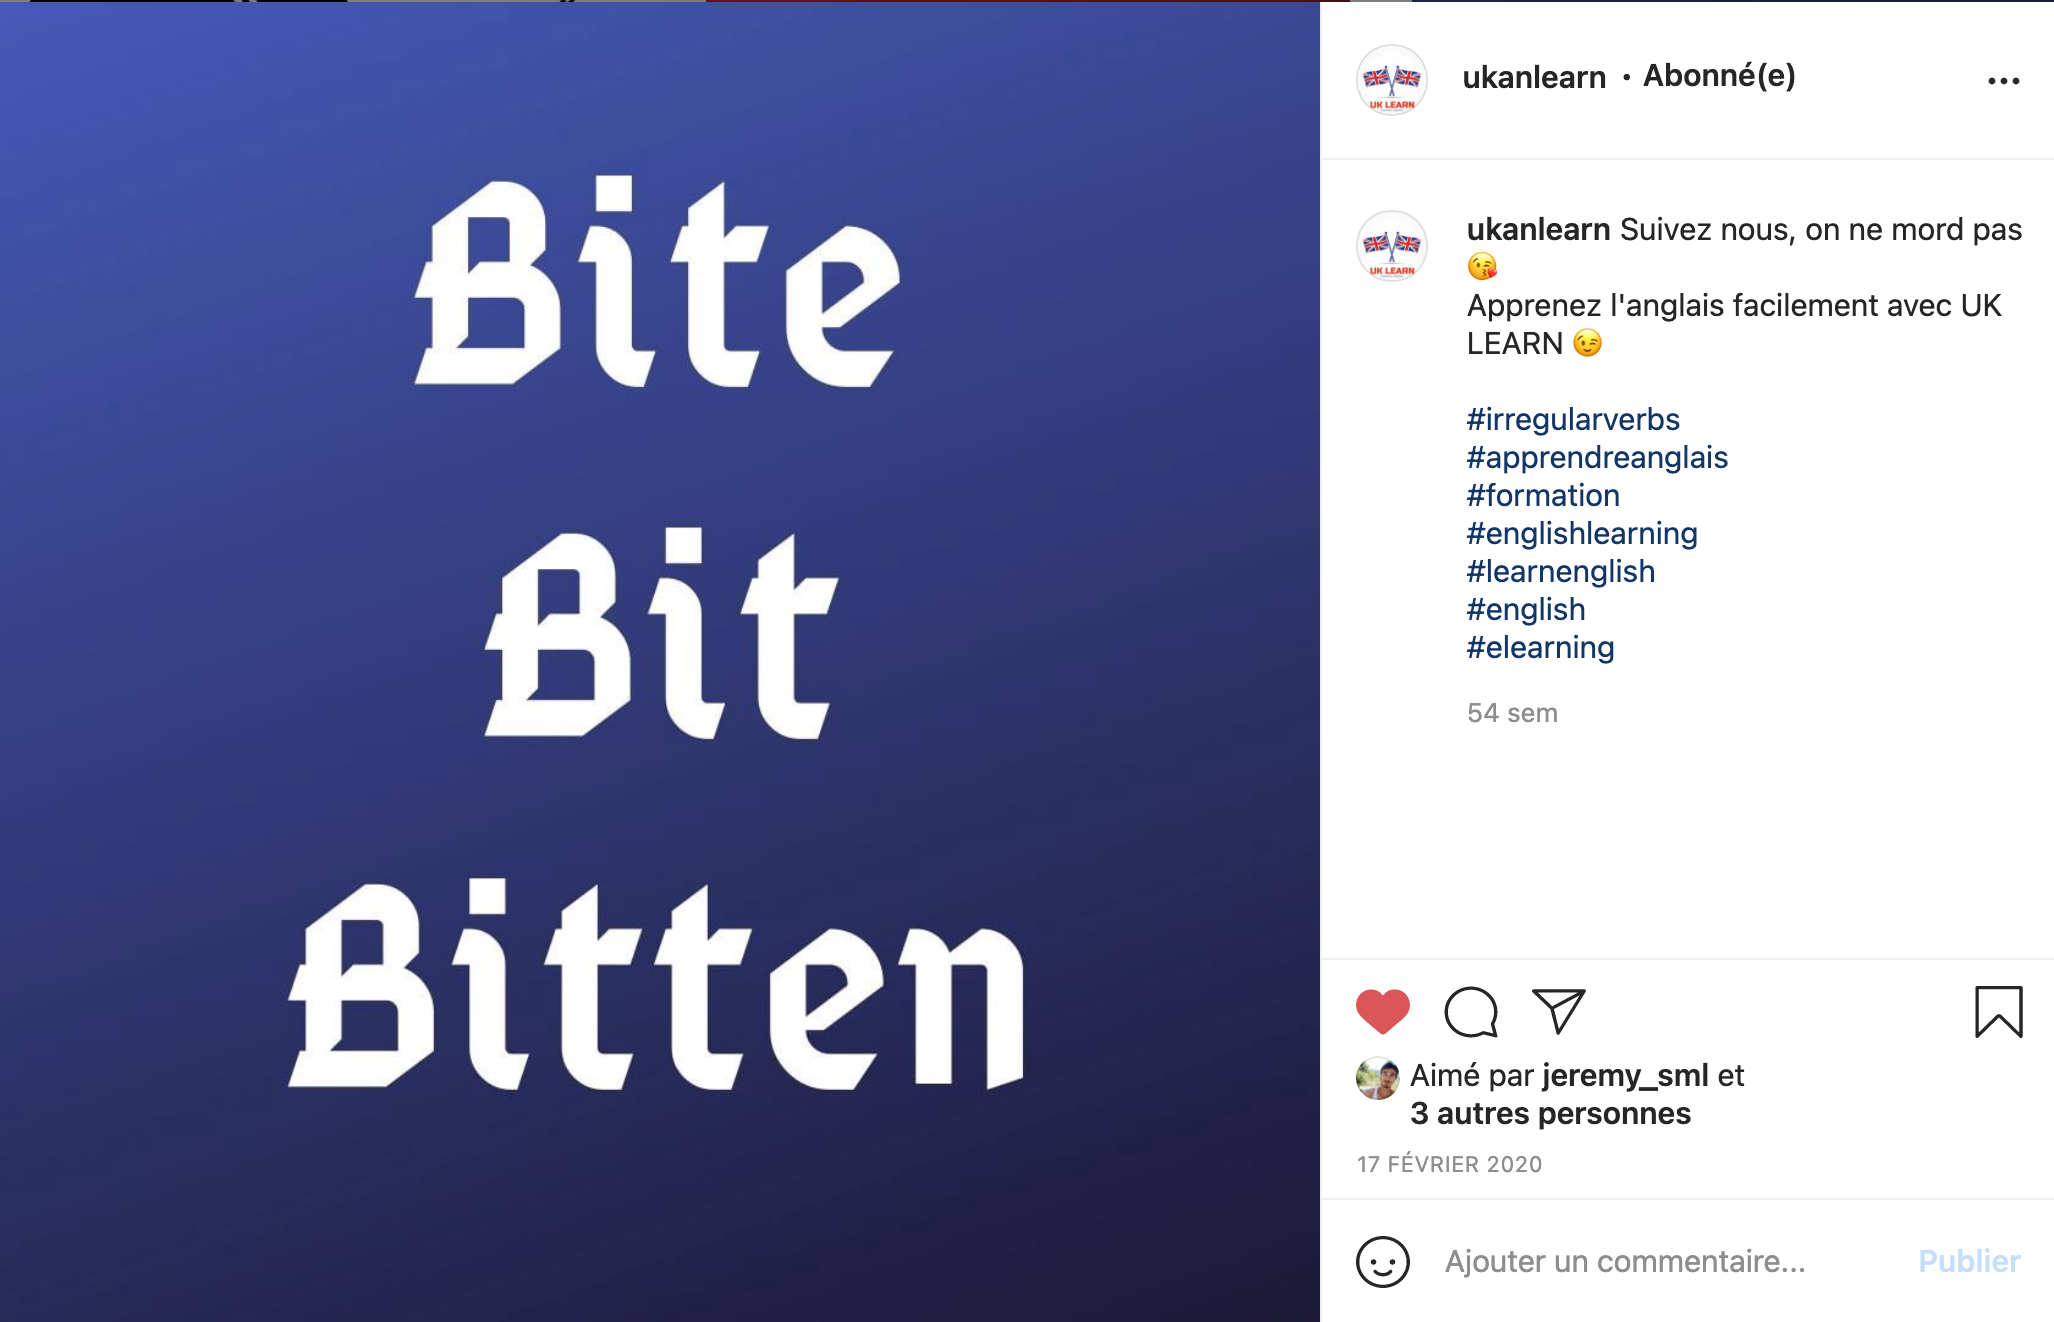 Bite
Bit
Bitten
UK LEARN
ukanlearn • Abonné(e)
UK LEARN
ukanlearn Suivez nous, on ne mord pas
😘
Apprenez l'anglais facilement avec UK
LEARN 😉
#irregularverbs
#apprendreanglais
#formation
#englishlearning
#learnenglish
#english
#elearning
54 sem
Aimé par jeremy_sml et
3 autres personnes
17 FÉVRIER 2020
Ajouter un commentaire...
Publier